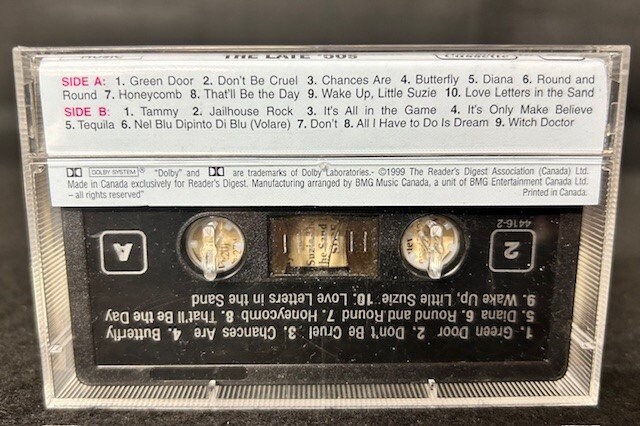 MUSIC THE LATE '50s Cassette
SIDE A: 1. Green Door 2. Don't Be Cruel 3. Chances Are 4. Butterfly 5. Diana 6. Round and
Round 7. Honeycomb 8. That'll Be the Day 9. Wake Up, Little Suzie 10. Love Letters in the Sand
SIDE B: 1. Tammy 2. Jailhouse Rock 3. It's All in the Game 4. It's Only Make Believe
5. Tequila 6. Nel Blu Dipinto Di Blu (Volare) 7. Don't 8. All I Have to Do Is Dream 9. Witch Doctor
DOLBY SYSTEM® "Dolby" and are trademarks of Dolby Laboratories.- ©1999 The Reader's Digest Association (Canada) Ltd.
Made in Canada exclusively for Reader's Digest. Manufacturing arranged by BMG Music Canada, a unit of BMG Entertainment Canada Ltd.
– all rights reserved" Printed in Canada.
4416-2
2
A
1. Green Door 2. Don't Be Cruel 3. Chances Are 4. Butterfly
5. Diana 6. Round and Round 7. Honeycomb 8. That'll Be the Day
9. Wake Up, Little Suzie 10. Love Letters in the Sand